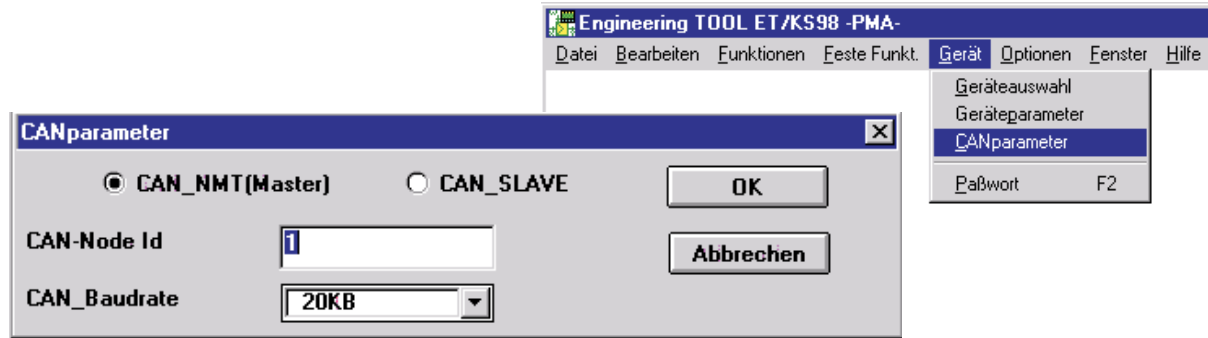 Engineering TOOL ET/KS98 -PMA-
Datei Bearbeiten Funktionen Feste Funkt. Gerät Optionen Fenster Hilfe
Geräteauswahl
Geräteparameter
CANparameter
Paßwort F2
CANparameter
CAN_NMT(Master) CAN_SLAVE OK
CAN-Node Id 1 Abbrechen
CAN_Baudrate 20KB